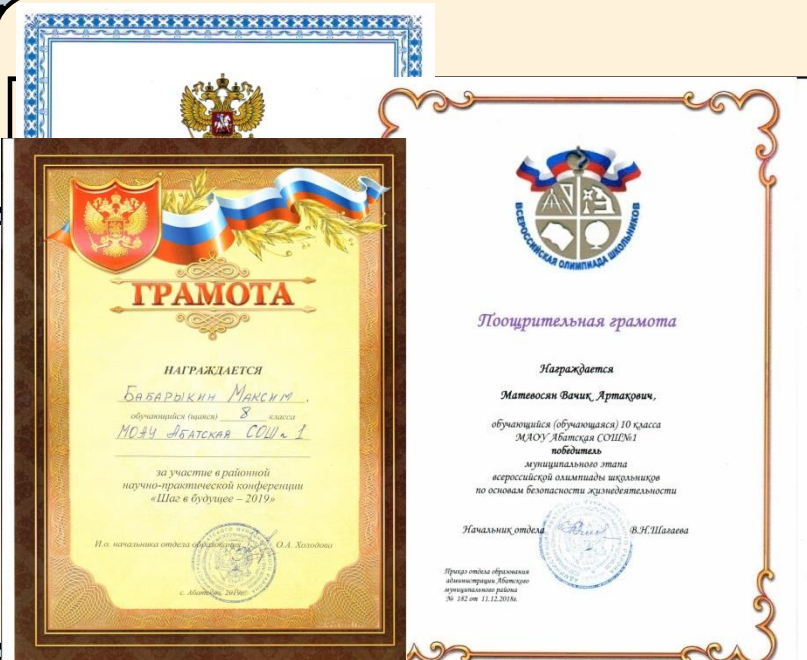 ГРАМОТА
НАГРАЖДАЕТСЯ
Бабарыкин Максим.
обучающийся (щаяся) 8 класса
МОАУ Абатская СОШ № 1
за участие в районной
научно-практической конференции
«Шаг в будущее – 2019»
И.о. начальника отдела образования О.А. Холодова
с. Абатское, 2019г.
ВСЕРОССИЙСКАЯ ОЛИМПИАДА ШКОЛЬНИКОВ
Поощрительная грамота
Награждается
Матевосян Вачик Артакович,
обучающийся (обучающаяся) 10 класса
МАОУ Абатская СОШ№1
победитель
муниципального этапа
всероссийской олимпиады школьников
по основам безопасности жизнедеятельности
Начальник отдела В.Н.Шагаева
Приказ отдела образования
администрации Абатского
муниципального района
№ 182 от 11.12.2018г.